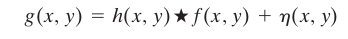 g(x, y) = h(x, y)★f(x, y) + η(x, y)